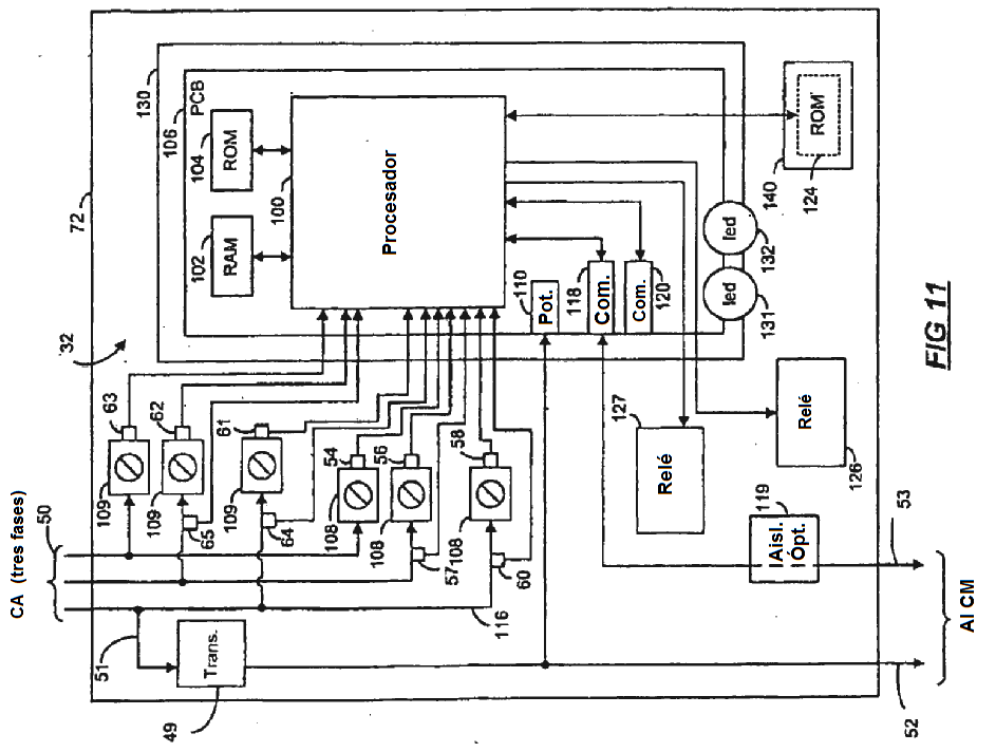 72
130
106
PCB
104
ROM
102
RAM
100
Procesador
32
63
62
61
109
109
109
65
64
54
56
58
108
108
108
57
60
CA (tres fases)
50
51
116
Trans.
49
110
Pot.
118
Com.
120
Com.
led
led
131
132
140
ROM'
124
127
Relé
Relé
126
119
Aisl.
Ópt.
53
52
Al CM
FIG 11